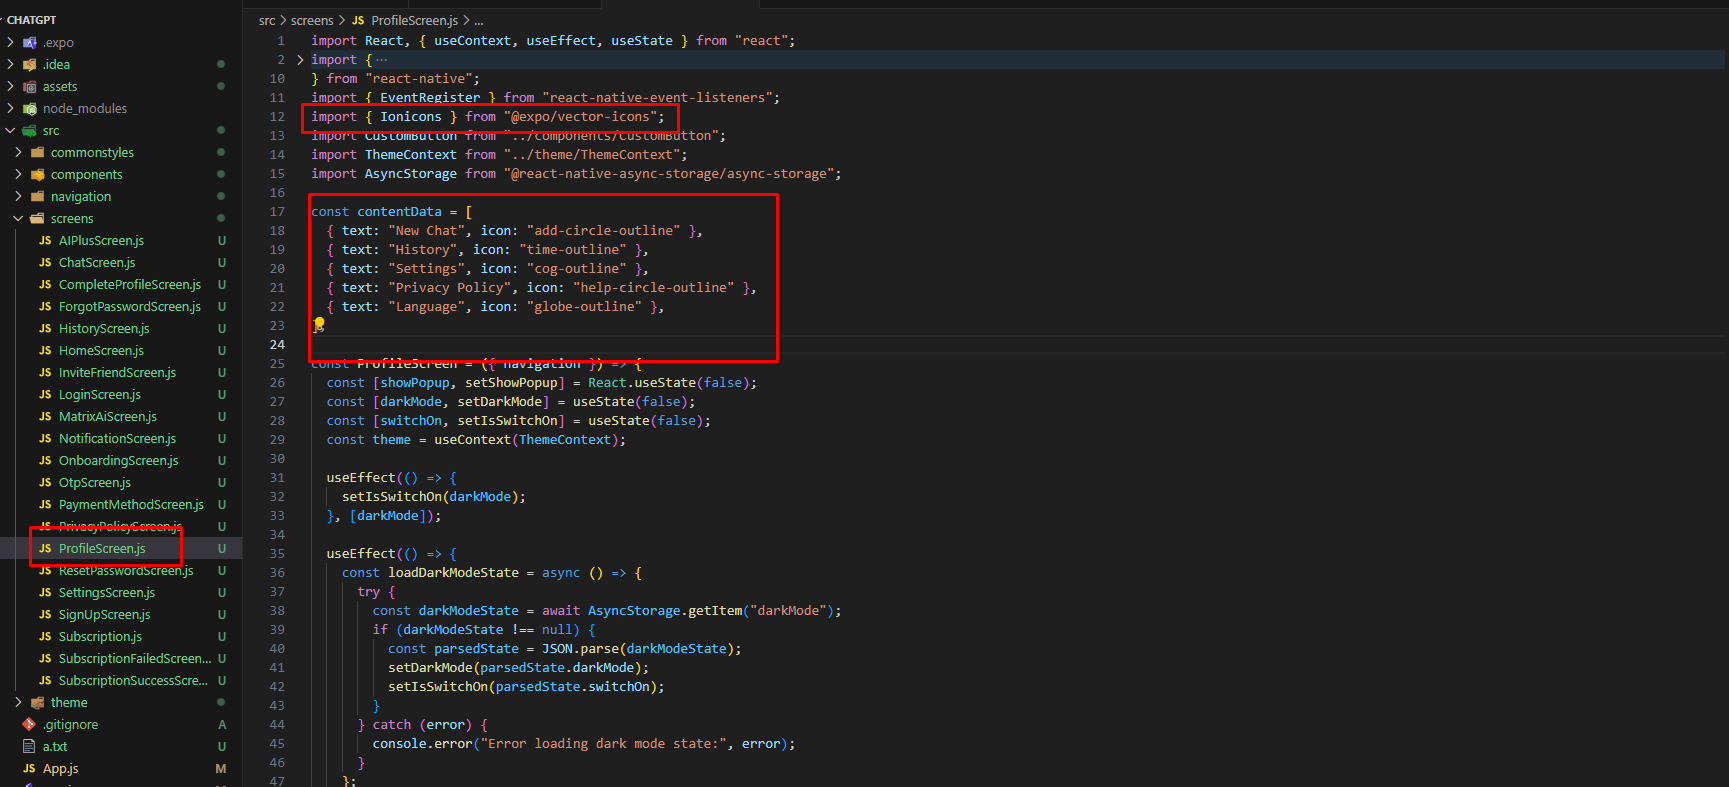 CHATGPT
.expo
.idea
assets
node_modules
src
commonstyles
components
navigation
screens
JS AIPlusScreen.js U
JS ChatScreen.js U
JS CompleteProfileScreen.js U
JS ForgotPasswordScreen.js U
JS HistoryScreen.js U
JS HomeScreen.js U
JS InviteFriendScreen.js U
JS LoginScreen.js U
JS MatrixAiScreen.js U
JS NotificationScreen.js U
JS OnboardingScreen.js U
JS OtpScreen.js U
JS PaymentMethodScreen.js U
JS PrivacyPolicyScreen.js U
JS ProfileScreen.js U
JS ResetPasswordScreen.js U
JS SettingsScreen.js U
JS SignUpScreen.js U
JS Subscription.js U
JS SubscriptionFailedScreen... U
JS SubscriptionSuccessScre... U
theme
.gitignore A
a.txt U
JS App.js M
src > screens > JS ProfileScreen.js > ...
1 import React, { useContext, useEffect, useState } from "react";
2 import { ...
10 } from "react-native";
11 import { EventRegister } from "react-native-event-listeners";
12 import { Ionicons } from "@expo/vector-icons";
13 import CustomButton from "../components/CustomButton";
14 import ThemeContext from "../theme/ThemeContext";
15 import AsyncStorage from "@react-native-async-storage/async-storage";
16
17 const contentData = [
18 { text: "New Chat", icon: "add-circle-outline" },
19 { text: "History", icon: "time-outline" },
20 { text: "Settings", icon: "cog-outline" },
21 { text: "Privacy Policy", icon: "help-circle-outline" },
22 { text: "Language", icon: "globe-outline" },
23 ];
24
25 const ProfileScreen = ({ navigation }) => {
26 const [showPopup, setShowPopup] = React.useState(false);
27 const [darkMode, setDarkMode] = useState(false);
28 const [switchOn, setIsSwitchOn] = useState(false);
29 const theme = useContext(ThemeContext);
30
31 useEffect(() => {
32 setIsSwitchOn(darkMode);
33 }, [darkMode]);
34
35 useEffect(() => {
36 const loadDarkModeState = async () => {
37 try {
38 const darkModeState = await AsyncStorage.getItem("darkMode");
39 if (darkModeState !== null) {
40 const parsedState = JSON.parse(darkModeState);
41 setDarkMode(parsedState.darkMode);
42 setIsSwitchOn(parsedState.switchOn);
43 }
44 } catch (error) {
45 console.error("Error loading dark mode state:", error);
46 }
47 };